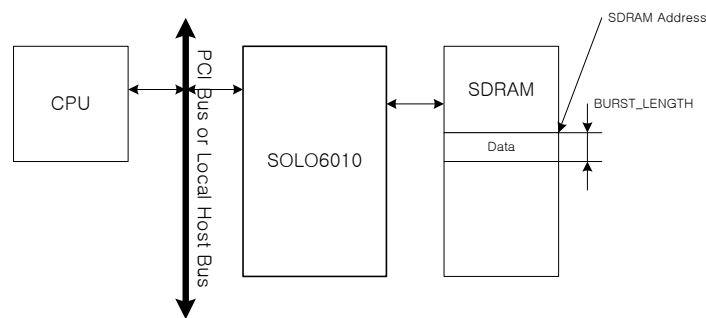 SDRAM Address
CPU
PCI Bus or Local Host Bus
SOLO6010
SDRAM
BURST_LENGTH
Data